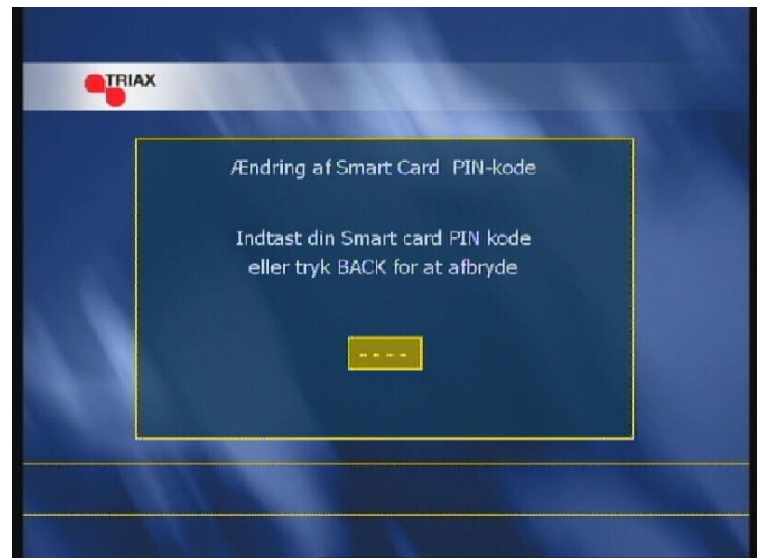 TRIAX
Ændring af Smart Card PIN-kode
Indtast din Smart card PIN kode
eller tryk BACK for at afbryde
----